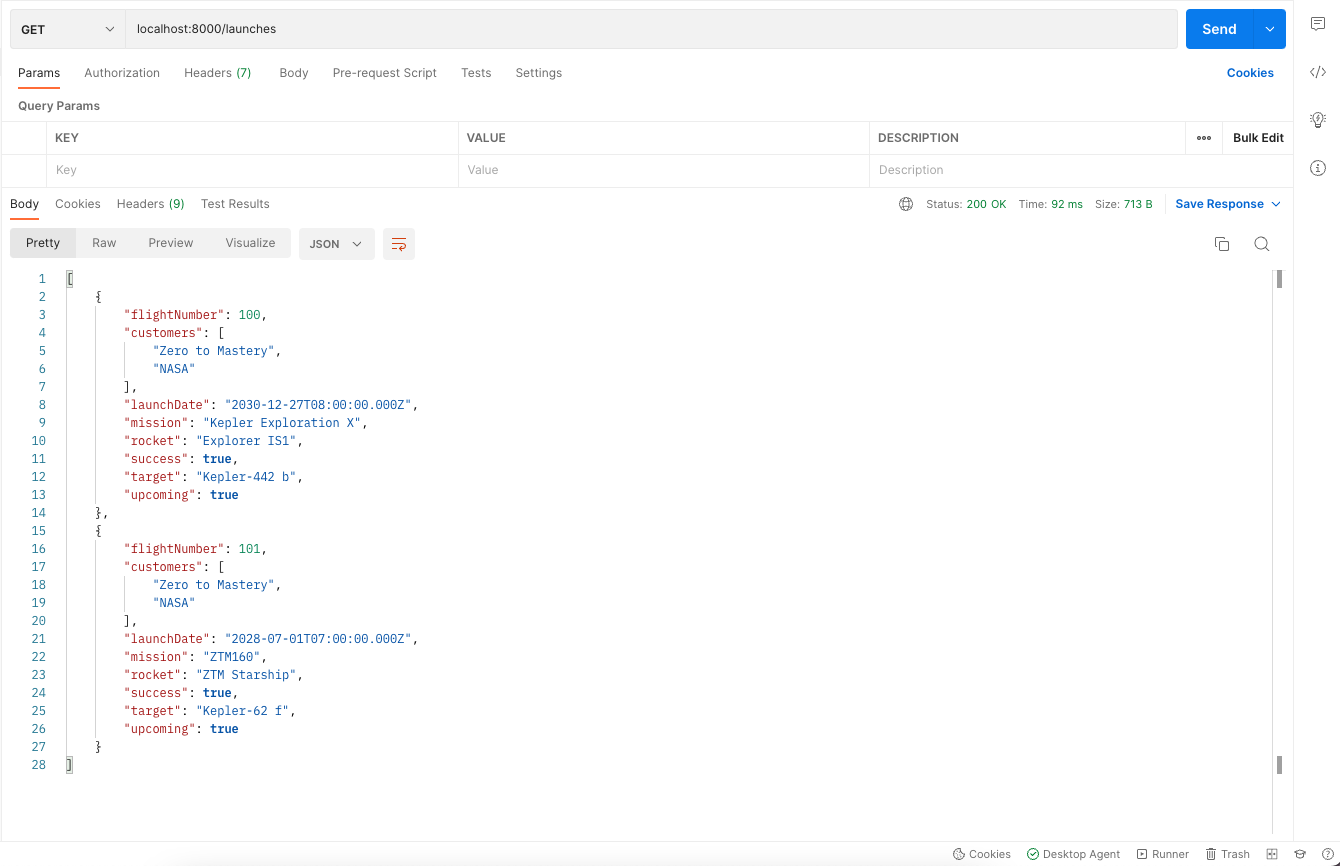 GET localhost:8000/launches Send
Params Authorization Headers (7) Body Pre-request Script Tests Settings Cookies
Query Params
KEY VALUE DESCRIPTION ••• Bulk Edit
Key Value Description
Body Cookies Headers (9) Test Results Status: 200 OK Time: 92 ms Size: 713 B Save Response
Pretty Raw Preview Visualize JSON
1 [
2 {
3 "flightNumber": 100,
4 "customers": [
5 "Zero to Mastery",
6 "NASA"
7 ],
8 "launchDate": "2030-12-27T08:00:00.000Z",
9 "mission": "Kepler Exploration X",
10 "rocket": "Explorer IS1",
11 "success": true,
12 "target": "Kepler-442 b",
13 "upcoming": true
14 },
15 {
16 "flightNumber": 101,
17 "customers": [
18 "Zero to Mastery",
19 "NASA"
20 ],
21 "launchDate": "2028-07-01T07:00:00.000Z",
22 "mission": "ZTM160",
23 "rocket": "ZTM Starship",
24 "success": true,
25 "target": "Kepler-62 f",
26 "upcoming": true
27 }
28 ]
Cookies Desktop Agent Runner Trash